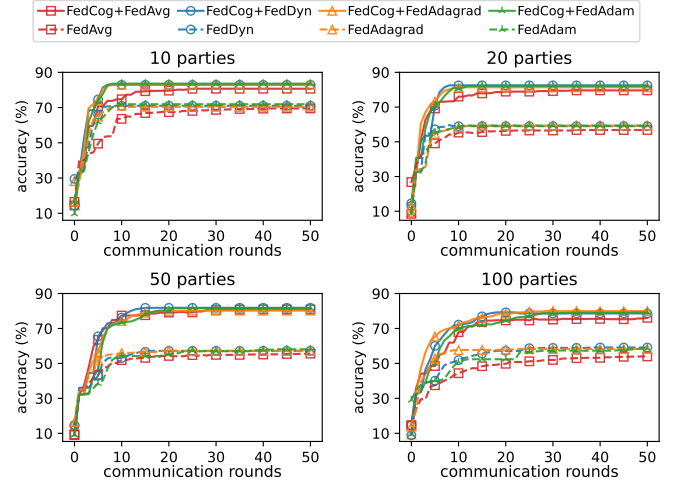 FedCog+FedAvg FedCog+FedDyn FedCog+FedAdagrad FedCog+FedAdam
FedAvg FedDyn FedAdagrad FedAdam
10 parties
accuracy (%)
90
70
50
30
10
0 10 20 30 40 50
communication rounds
20 parties
accuracy (%)
90
70
50
30
10
0 10 20 30 40 50
communication rounds
50 parties
accuracy (%)
90
70
50
30
10
0 10 20 30 40 50
communication rounds
100 parties
accuracy (%)
90
70
50
30
10
0 10 20 30 40 50
communication rounds